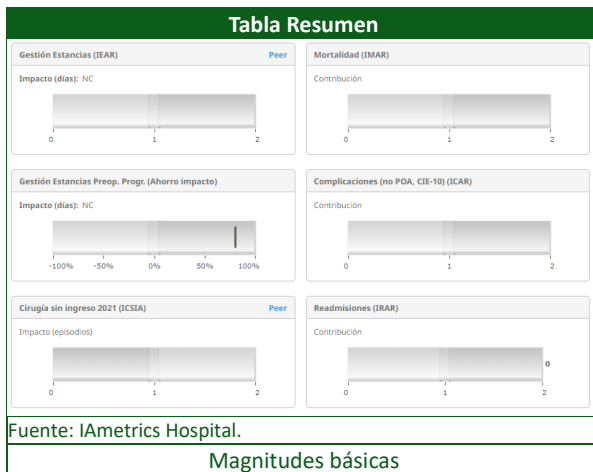 Tabla Resumen
Gestión Estancias (IEAR) Peer
Impacto (días): NC
0 1 2
Mortalidad (IMAR)
Contribución
0 1 2
Gestión Estancias Preop. Progr. (Ahorro impacto)
Impacto (días): NC
-100% -50% 0% 50% 100%
Complicaciones (no POA, CIE-10) (ICAR)
Contribución
0 1 2
Cirugía sin ingreso 2021 (ICSIA) Peer
Impacto (episodios)
0 1 2
Readmisiones (IRAR)
Contribución
0
0 1 2
Fuente: IAmetrics Hospital.
Magnitudes básicas